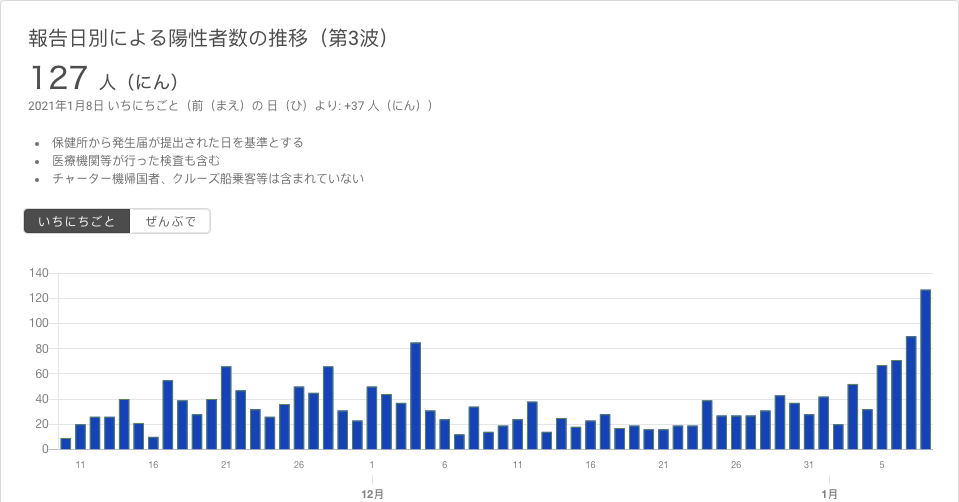 報告日別による陽性者数の推移（第3波）
127 人（にん）
2021年1月8日 いちにちごと（前（まえ）の 日（ひ）より: +37 人（にん））
• 保健所から発生届が提出された日を基準とする
• 医療機関等が行った検査も含む
• チャーター機帰国者、クルーズ船乗客等は含まれていない
いちにちごと ぜんぶで
140
120
100
80
60
40
20
0
11 16 21 26 1 6 11 16 21 26 31 5
12月 1月